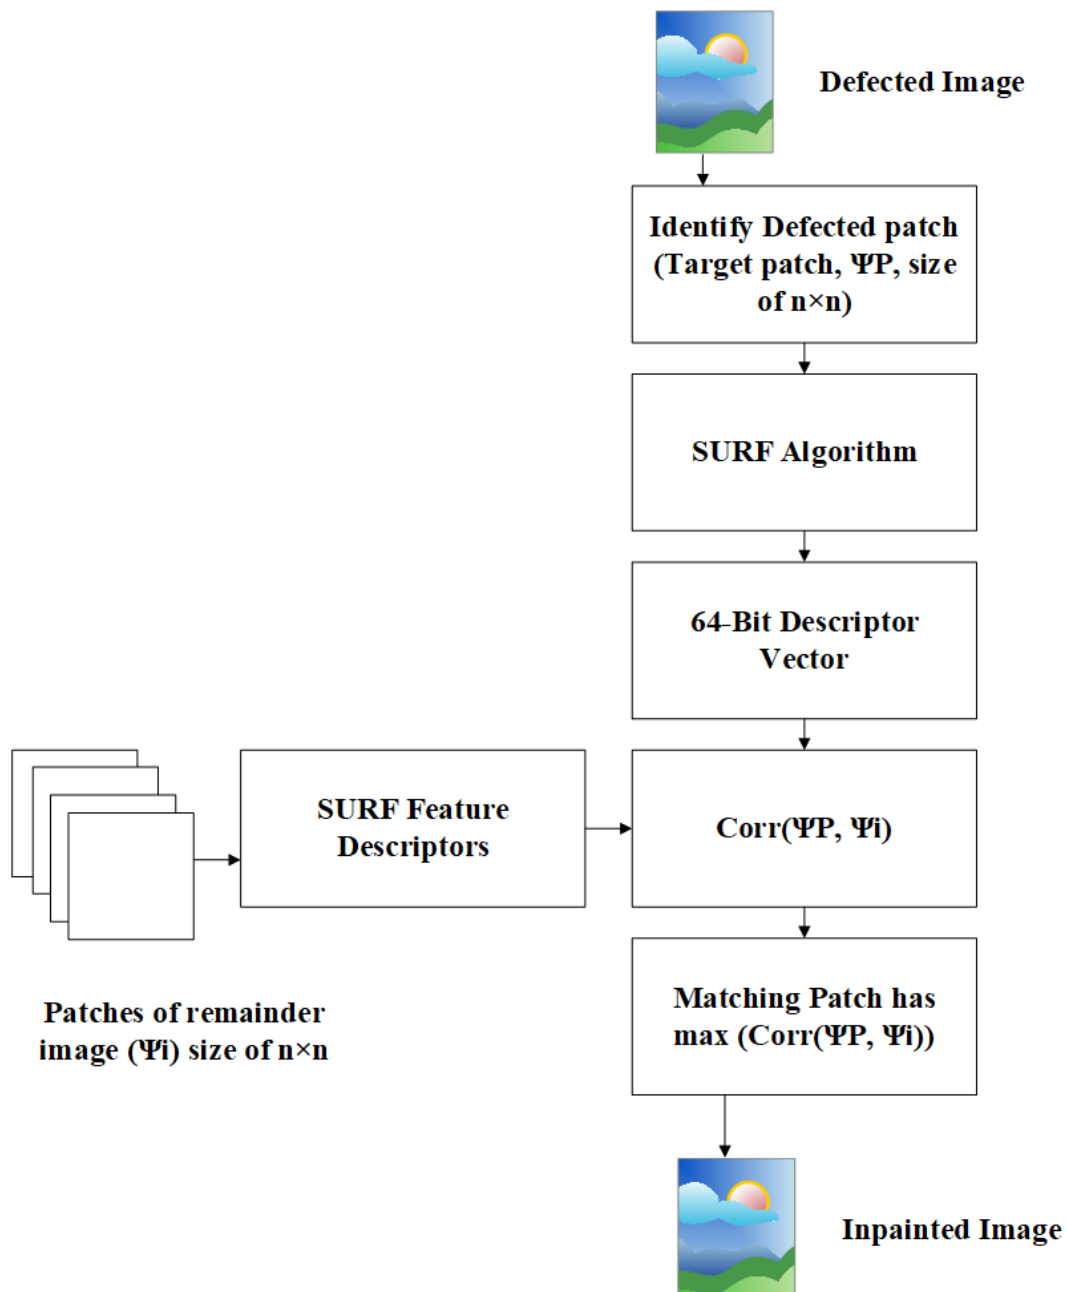 Defected Image
Identify Defected patch
(Target patch, ΨP, size
of n×n)
SURF Algorithm
64-Bit Descriptor
Vector
SURF Feature
Descriptors
Corr(ΨP, Ψi)
Patches of remainder
image (Ψi) size of n×n
Matching Patch has
max (Corr(ΨP, Ψi))
Inpainted Image